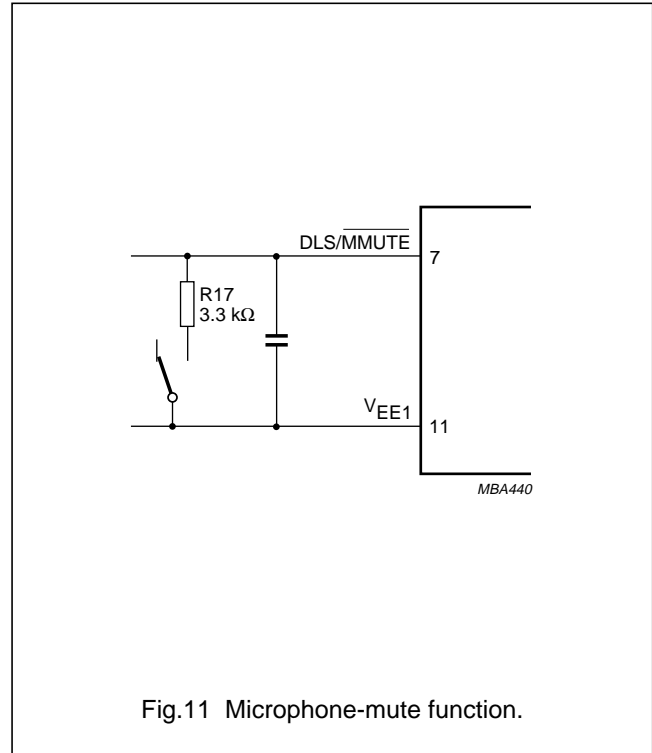 DLS/MMUTE
7
R17
3.3 kΩ
VEE1
11
MBA440
Fig.11 Microphone-mute function.